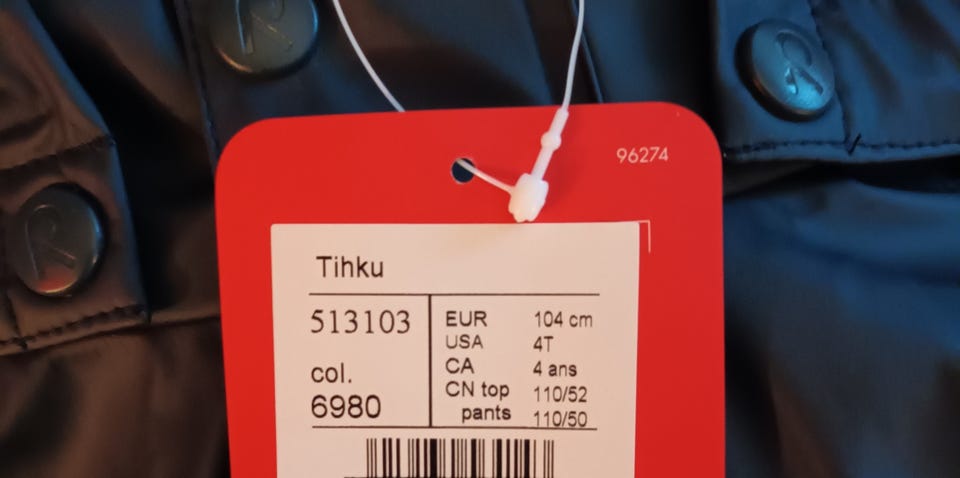 R
R
R
96274
Tihku
513103
col.
6980
EUR 104 cm
USA 4T
CA 4 ans
CN top 110/52
pants 110/50